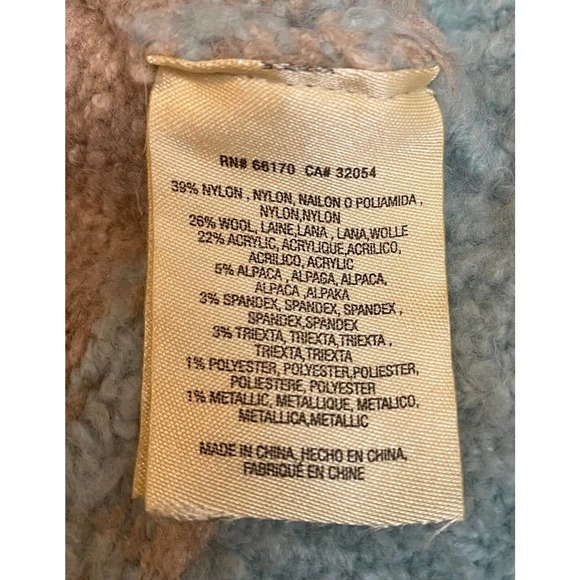 RN# 66170 CA# 32054
39% NYLON , NYLON, NAILON O POLIAMIDA ,
NYLON,NYLON
26% WOOL, LAINE,LANA , LANA,WOLLE
22% ACRYLIC, ACRYLIQUE,ACRILICO,
ACRILICO, ACRYLIC
5% ALPACA , ALPAGA, ALPACA,
ALPACA ,ALPAKA
3% SPANDEX, SPANDEX, SPANDEX ,
SPANDEX,SPANDEX
3% TRIEXTA, TRIEXTA,TRIEXTA ,
TRIEXTA,TRIEXTA
1% POLYESTER, POLYESTER,POLIESTER,
POLIESTERE, POLYESTER
1% METALLIC, METALLIQUE, METALICO,
METALLICA,METALLIC
MADE IN CHINA, HECHO EN CHINA,
FABRIQUÉ EN CHINE